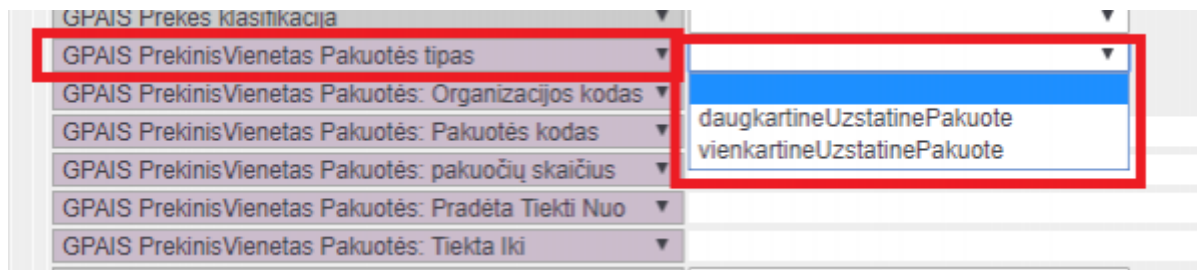 GPAIS Prekės klasifikacija
GPAIS PrekinisVienetas Pakuotės tipas
GPAIS PrekinisVienetas Pakuotės: Organizacijos kodas
daugkartineUzstatinePakuote
GPAIS PrekinisVienetas Pakuotės: Pakuotės kodas
vienkartineUzstatinePakuote
GPAIS PrekinisVienetas Pakuotės: pakuočių skaičius
GPAIS PrekinisVienetas Pakuotės: Pradėta Tiekti Nuo
GPAIS PrekinisVienetas Pakuotės: Tiekta Iki